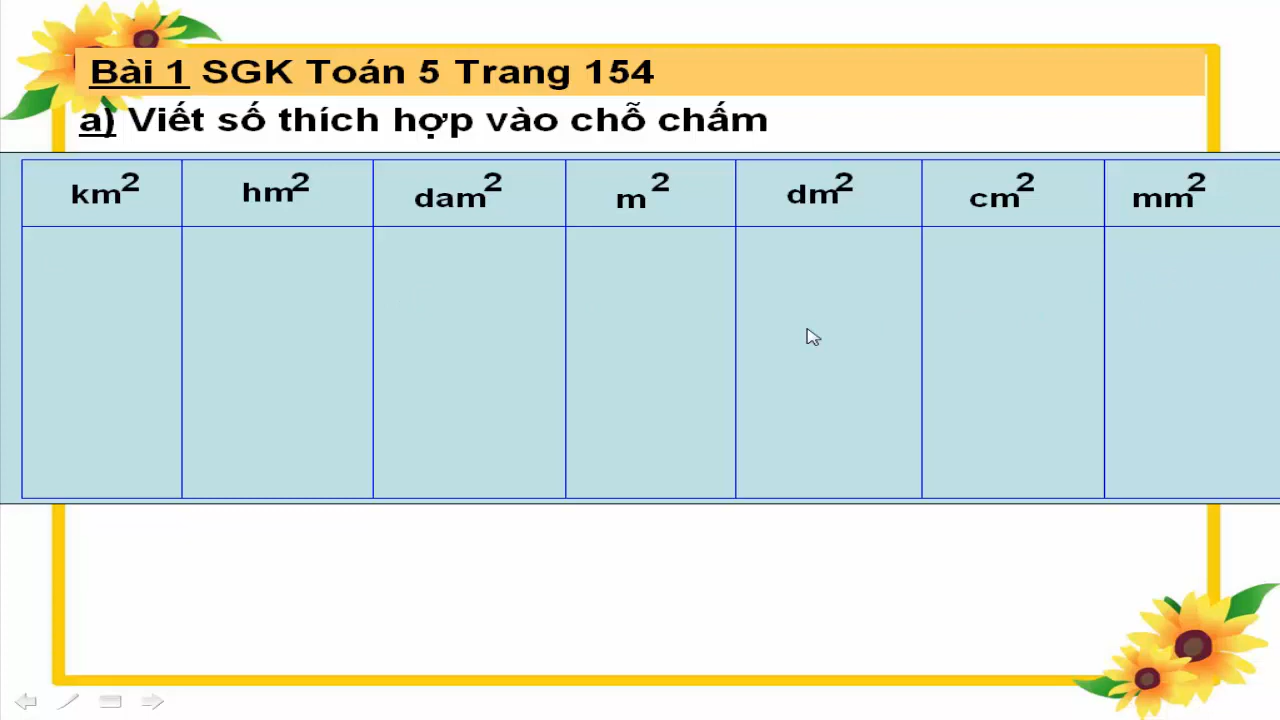 Bài 1 SGK Toán 5 Trang 154
a) Viết số thích hợp vào chỗ chấm
km² hm² dam² m² dm² cm² mm²